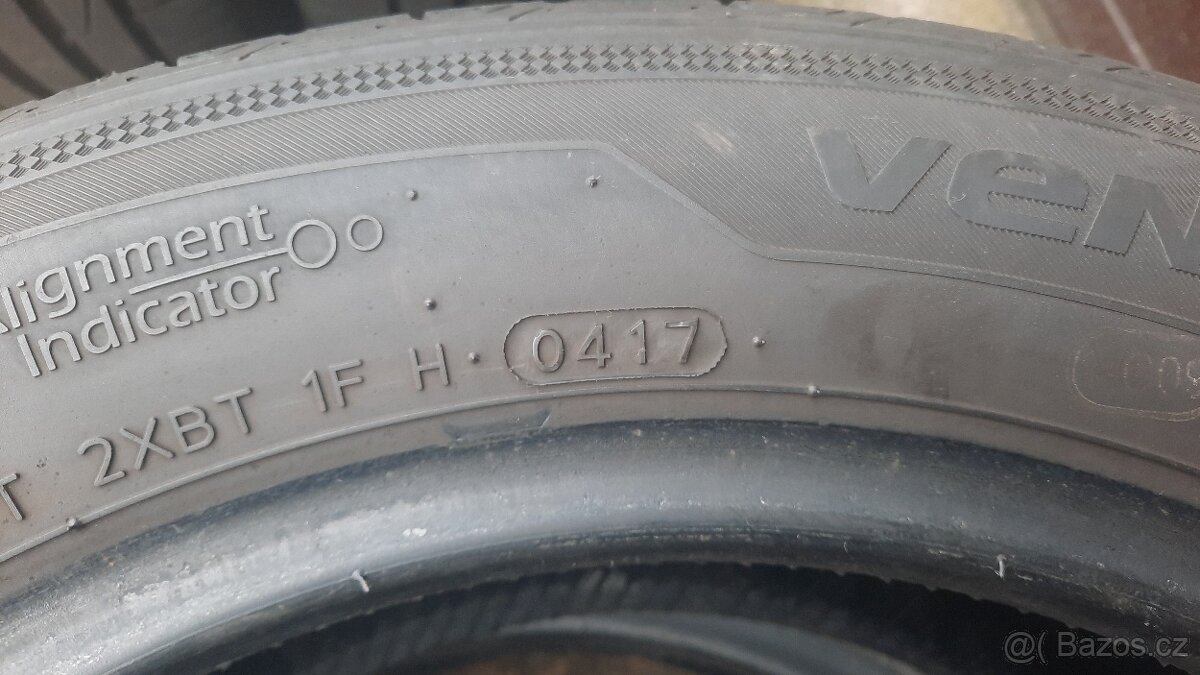 VEN
Alignment
Indicator
T 2XBT 1F H 0417
Bazos.cz